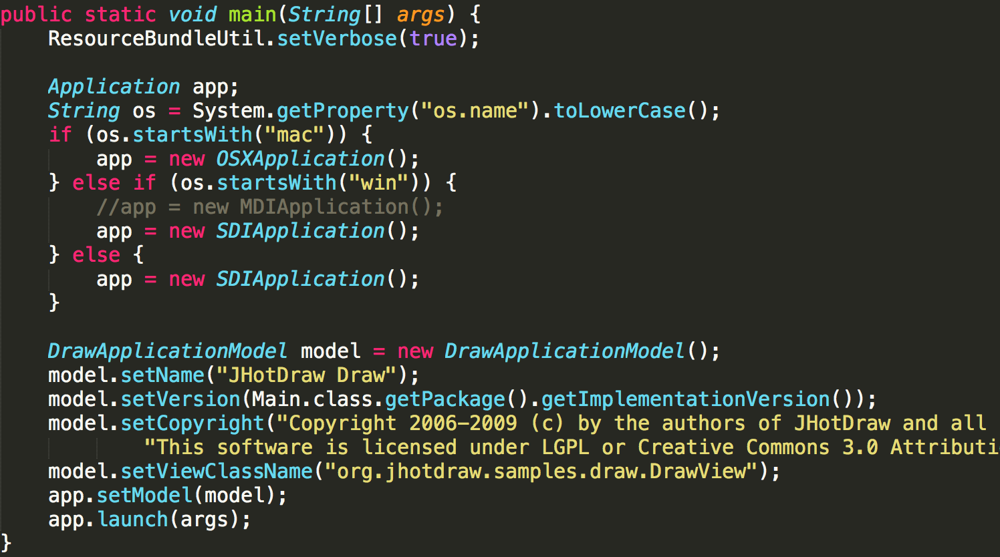 public static void main(String[] args) {
    ResourceBundleUtil.setVerbose(true);

    Application app;
    String os = System.getProperty("os.name").toLowerCase();
    if (os.startsWith("mac")) {
        app = new OSXApplication();
    } else if (os.startsWith("win")) {
        //app = new MDIApplication();
        app = new SDIApplication();
    } else {
        app = new SDIApplication();
    }

    DrawApplicationModel model = new DrawApplicationModel();
    model.setName("JHotDraw Draw");
    model.setVersion(Main.class.getPackage().getImplementationVersion());
    model.setCopyright("Copyright 2006–2009 (c) by the authors of JHotDraw and all
            "This software is licensed under LGPL or Creative Commons 3.0 Attributi
    model.setViewClassName("org.jhotdraw.samples.draw.DrawView");
    app.setModel(model);
    app.launch(args);
}